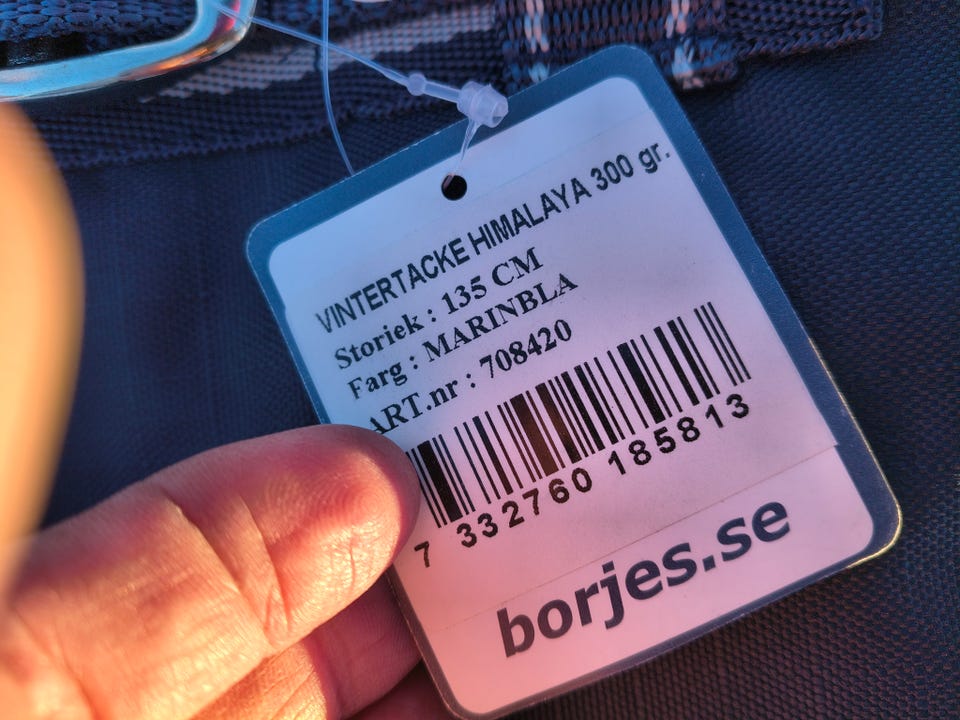 VINTERTACKE HIMALAYA 300 gr.
Storiek : 135 CM
Farg : MARINBLA
ART.nr : 708420
7 332760 185813
borjes.se